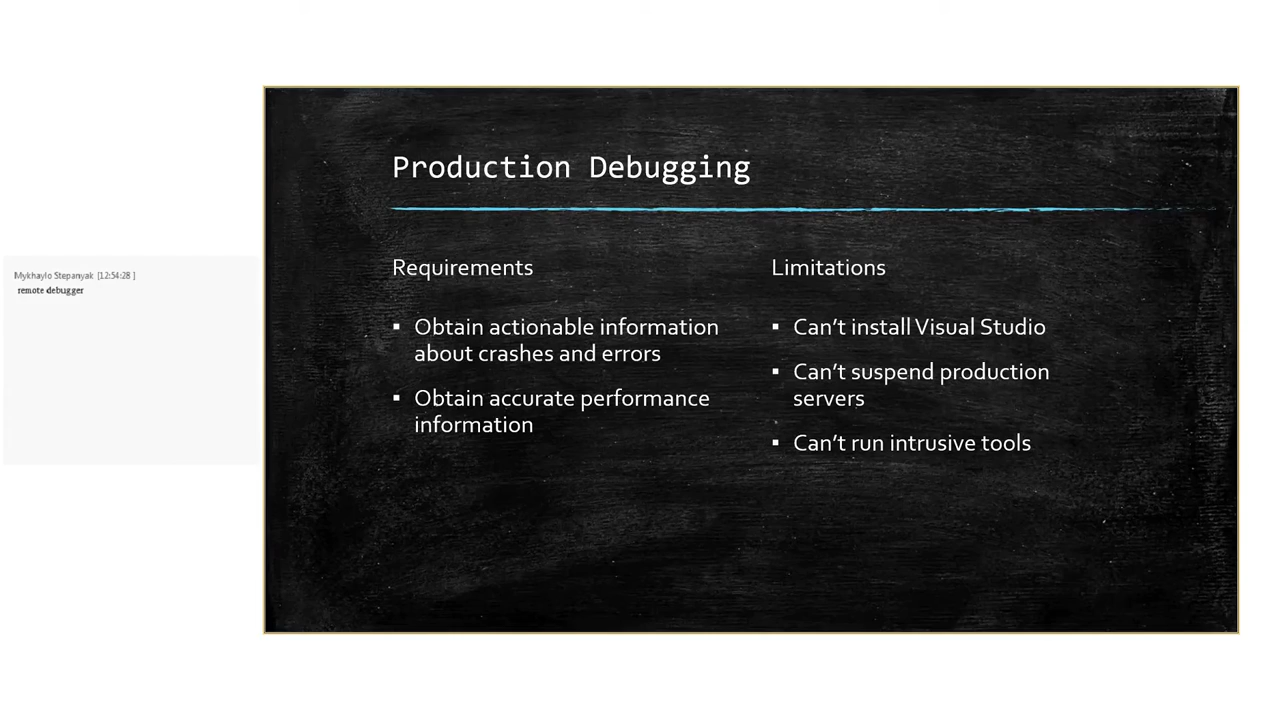 Mykhaylo Stepanyak [12:54:28 ]
remote debugger
Production Debugging
Requirements
▪ Obtain actionable information
about crashes and errors
▪ Obtain accurate performance
information
Limitations
▪ Can’t install Visual Studio
▪ Can’t suspend production
servers
▪ Can’t run intrusive tools